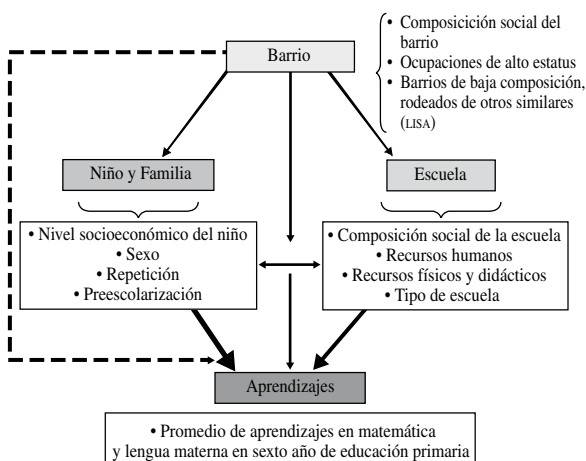 Barrio
• Composicición social del
barrio
• Ocupaciones de alto estatus
• Barrios de baja composición,
rodeados de otros similares
(LISA)
Niño y Familia
Escuela
• Nivel socioeconómico del niño
• Sexo
• Repetición
• Preescolarización
• Composición social de la escuela
• Recursos humanos
• Recursos físicos y didácticos
• Tipo de escuela
Aprendizajes
• Promedio de aprendizajes en matemática
y lengua materna en sexto año de educación primaria